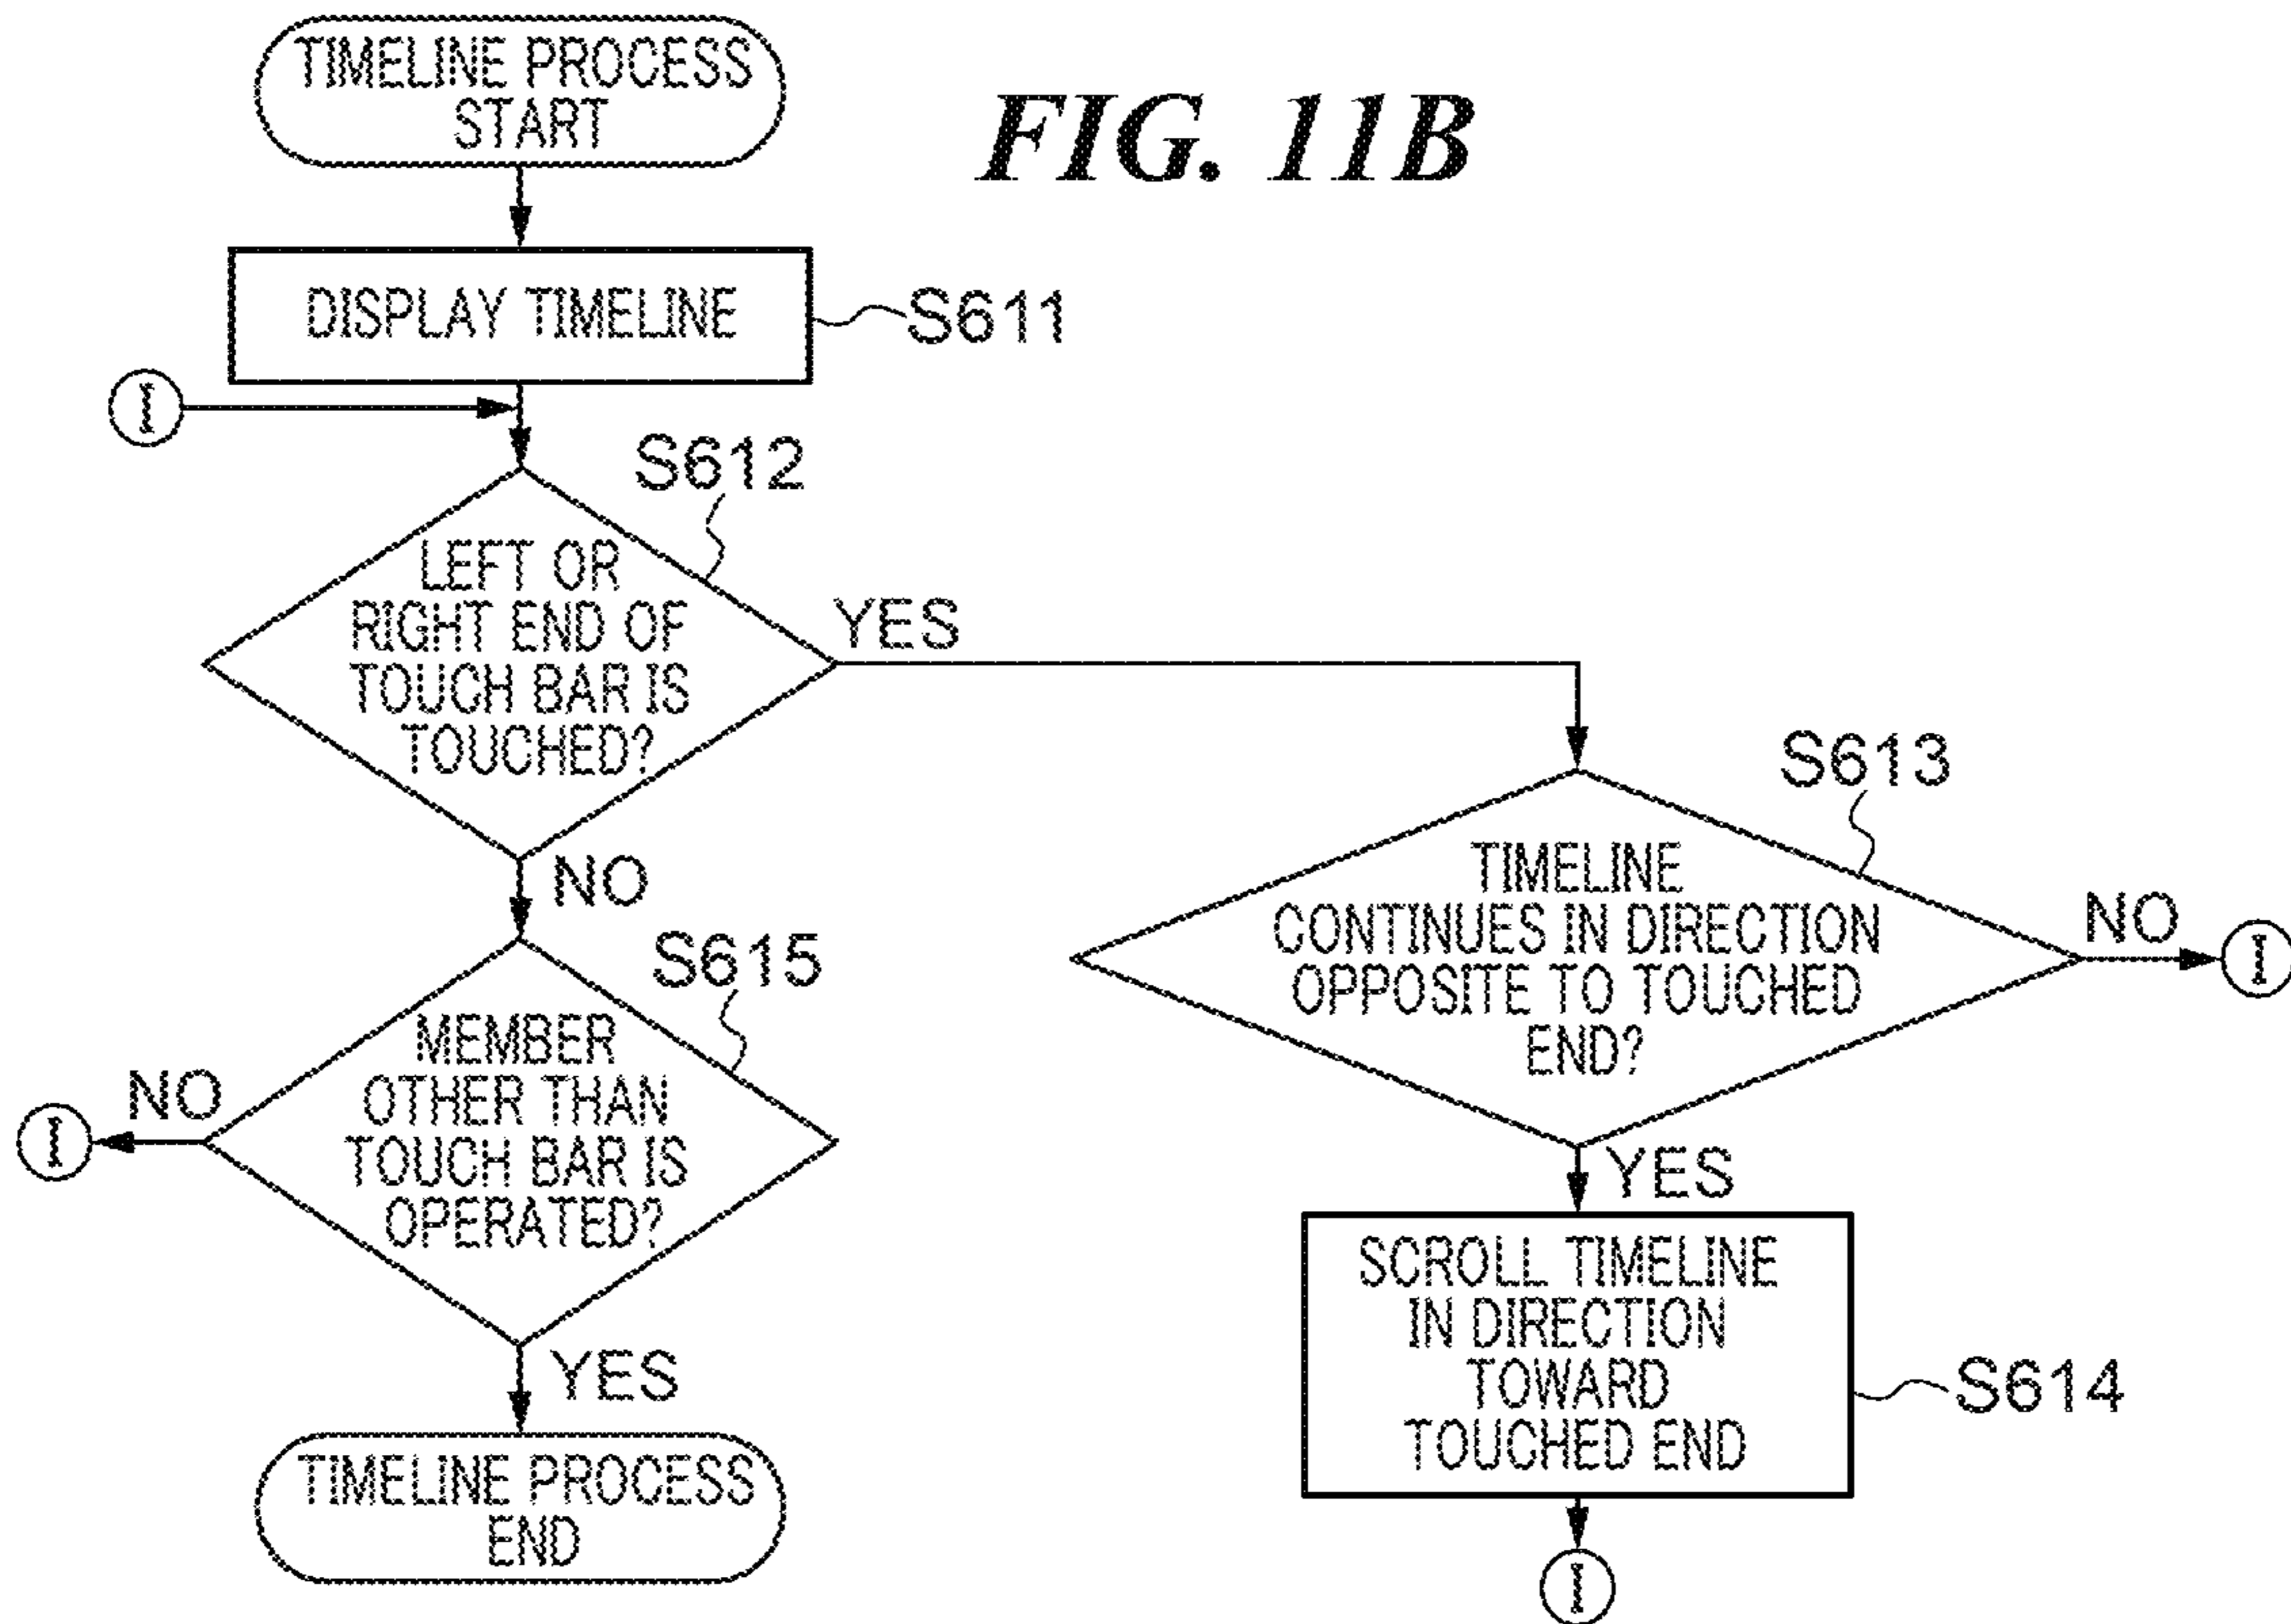 TIMELINE PROCESS
START
FIG. 11B
DISPLAY TIMELINE
S611
I
S612
LEFT OR
RIGHT END OF
TOUCH BAR IS
TOUCHED?
YES
NO
S613
TIMELINE
CONTINUES IN DIRECTION
OPPOSITE TO TOUCHED
END?
NO
I
YES
S615
MEMBER
OTHER THAN
TOUCH BAR IS
OPERATED?
NO
I
YES
SCROLL TIMELINE
IN DIRECTION
TOWARD
TOUCHED END
S614
I
TIMELINE PROCESS
END